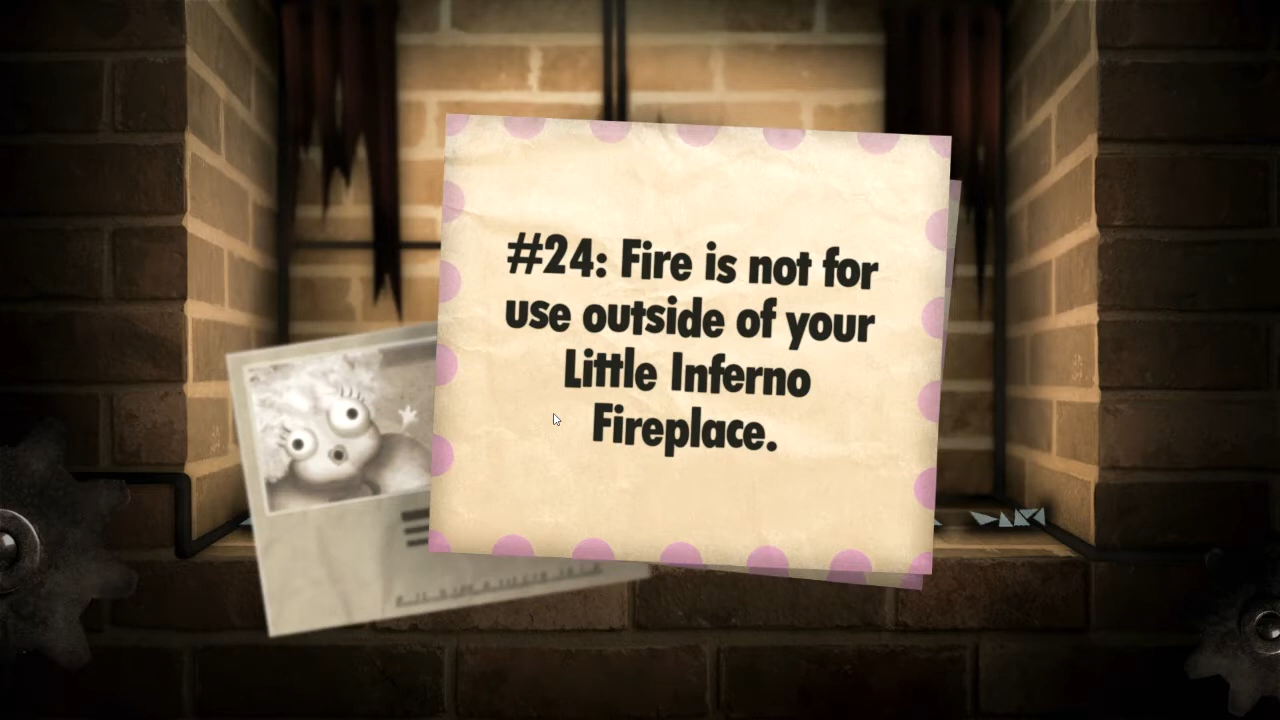 #24: Fire is not for
use outside of your
Little Inferno
Fireplace.